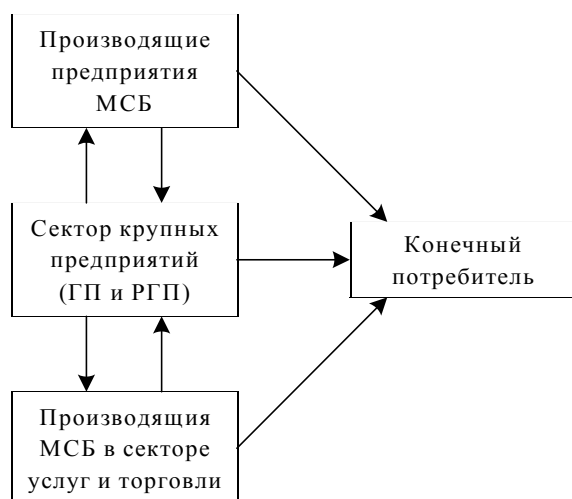 Производящие
предприятия
МСБ
Сектор крупных
предприятий
(ГП и РГП)
Конечный
потребитель
Производящия
МСБ в секторе
услуг и торговли